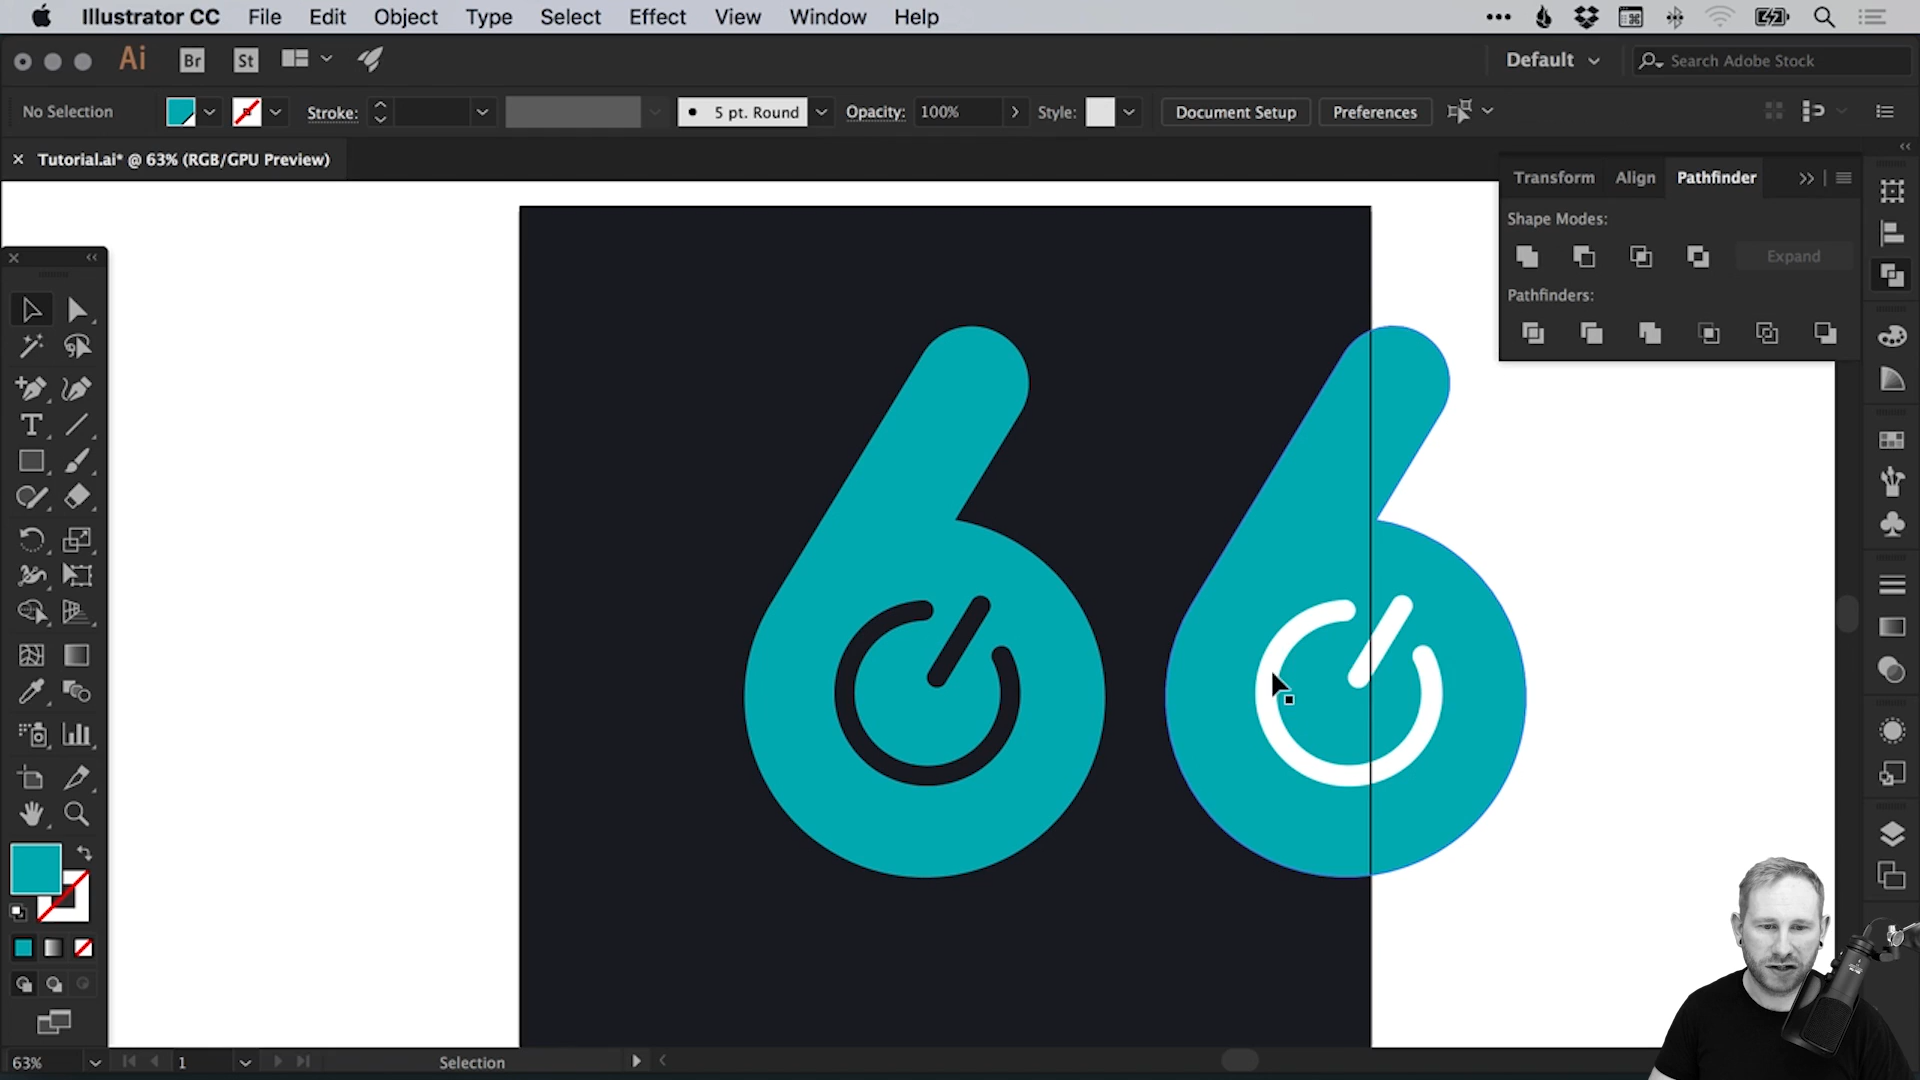 Illustrator CC File Edit Object Type Select Effect View Window Help
Ai Br St Default Search Adobe Stock
No Selection Stroke: 5 pt. Round Opacity: 100% Style: Document Setup Preferences
Tutorial.ai* @ 63% (RGB/GPU Preview)
Transform Align Pathfinder
Shape Modes:
Expand
Pathfinders:
63% 1 Selection